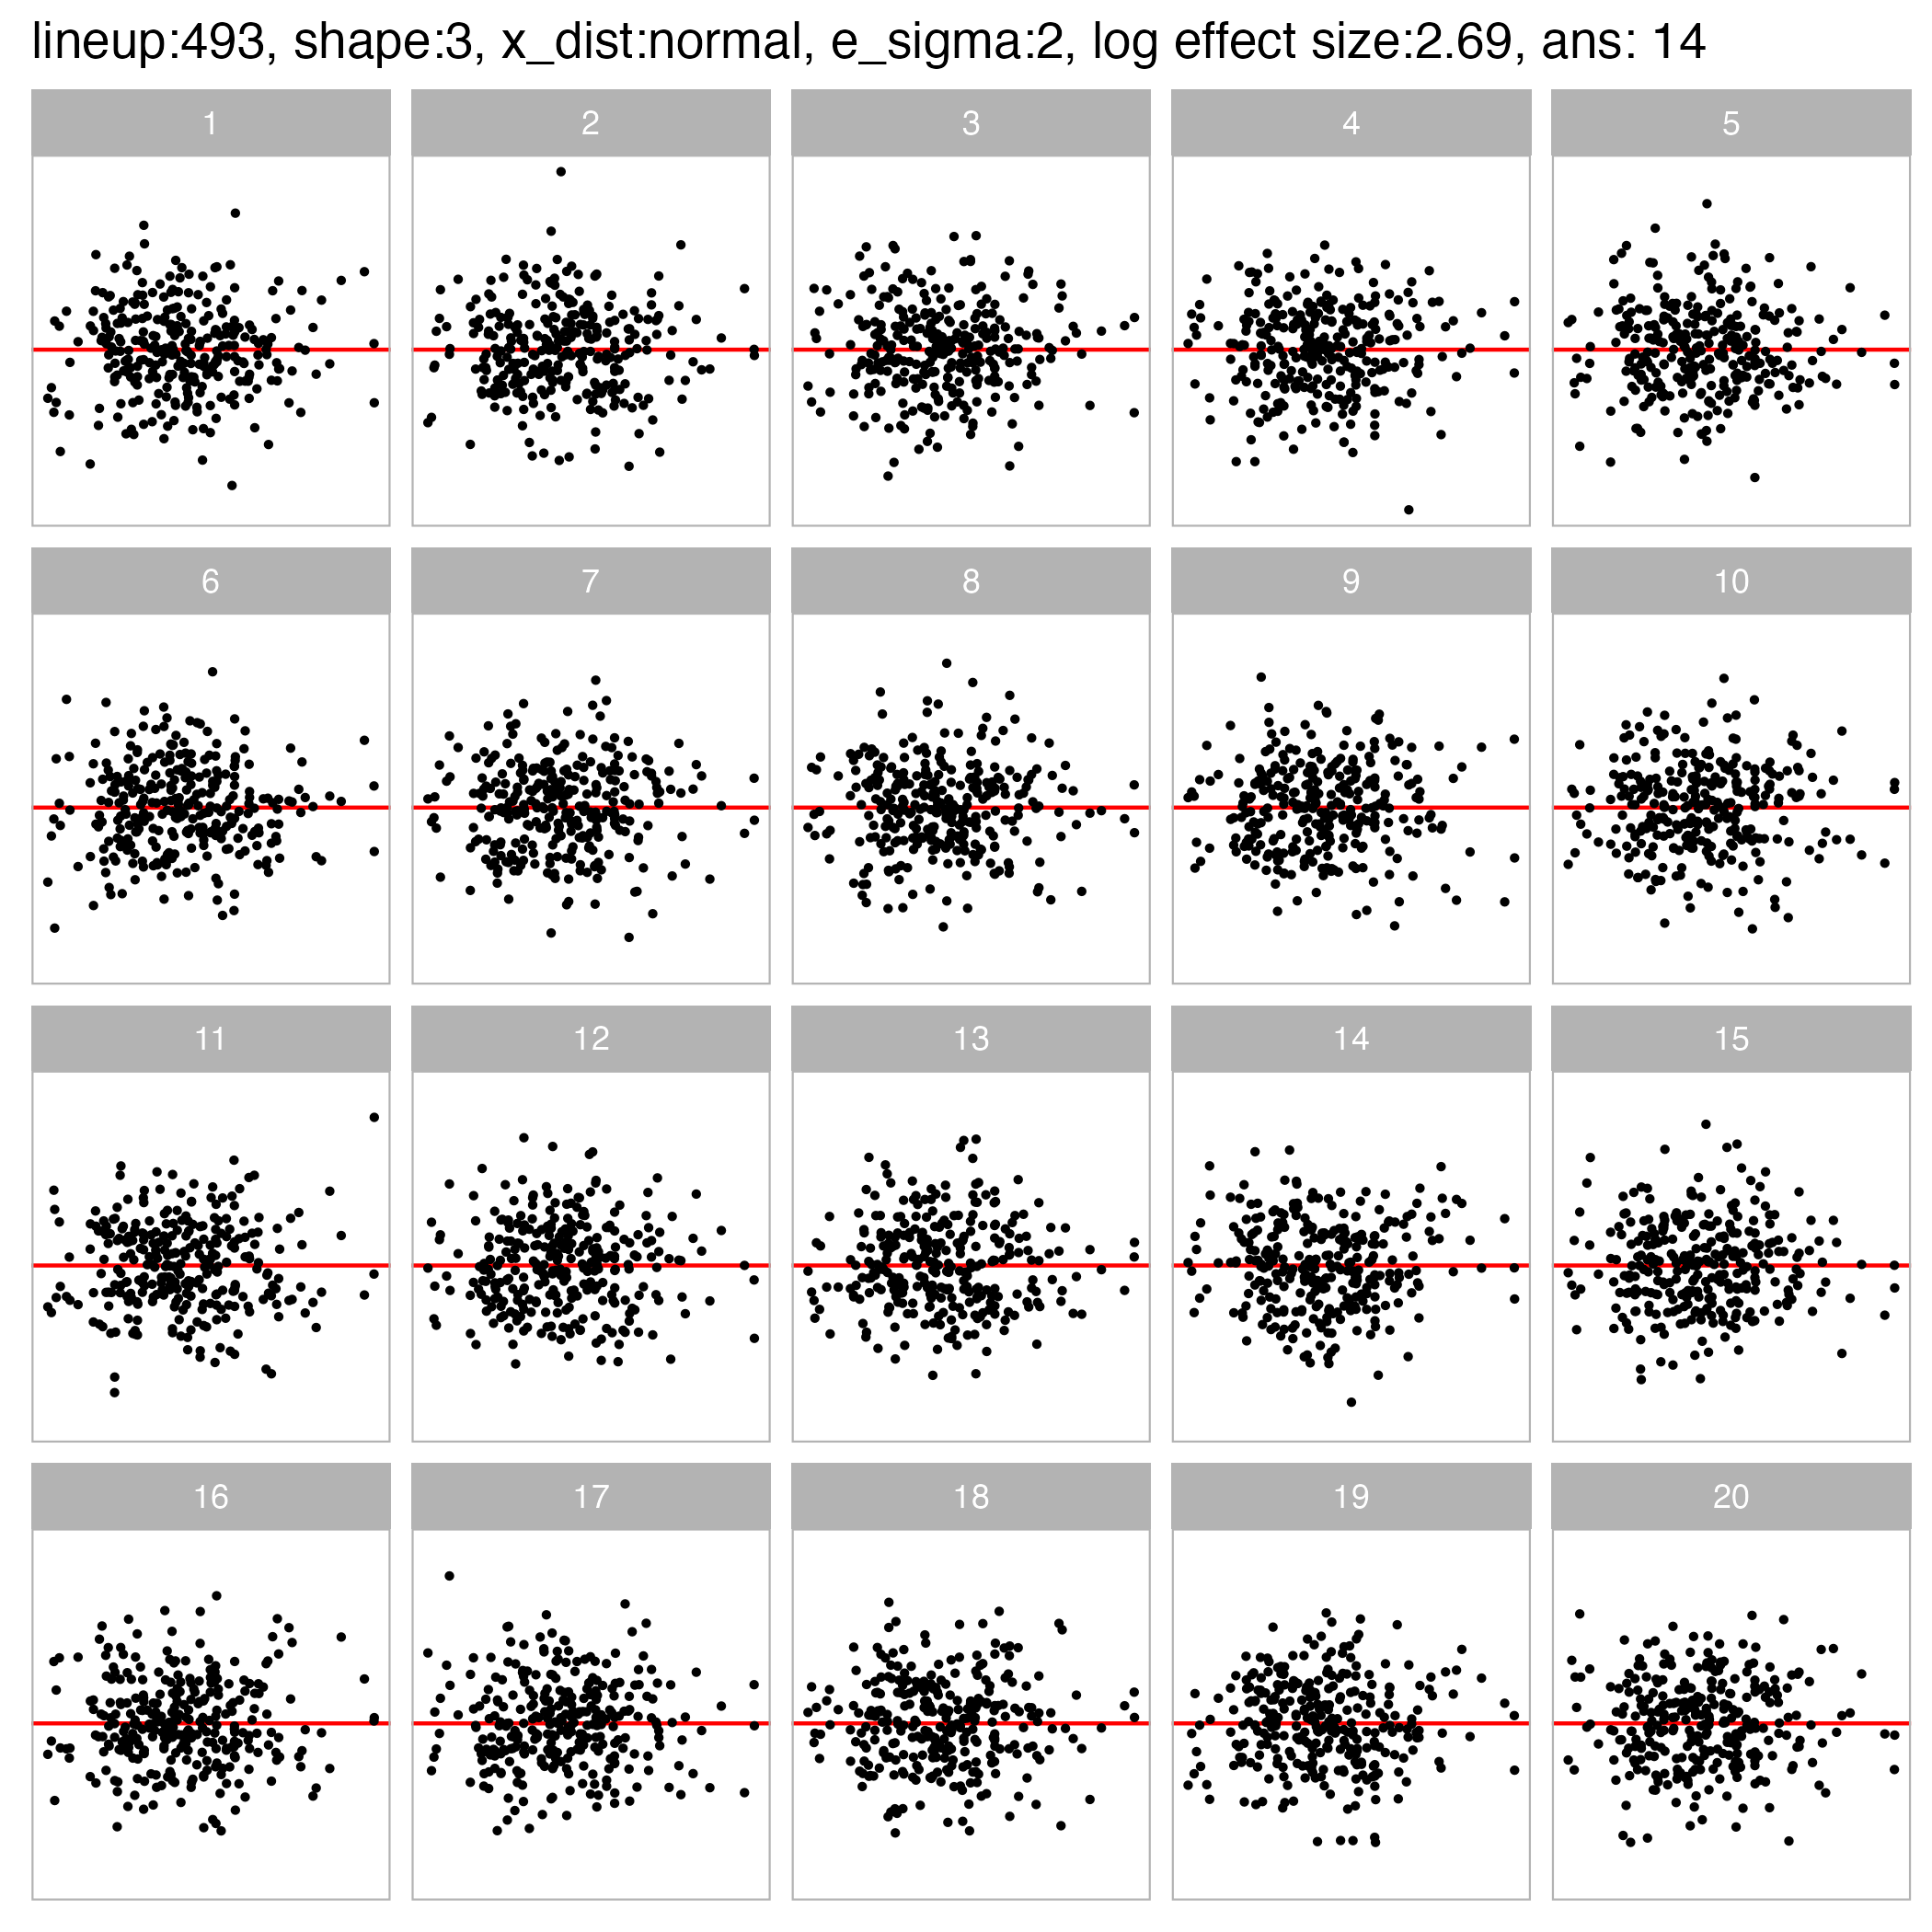 lineup:493, shape:3, x_dist:normal, e_sigma:2, log effect size:2.69, ans: 14
1 2 3 4 5
6 7 8 9 10
11 12 13 14 15
16 17 18 19 20